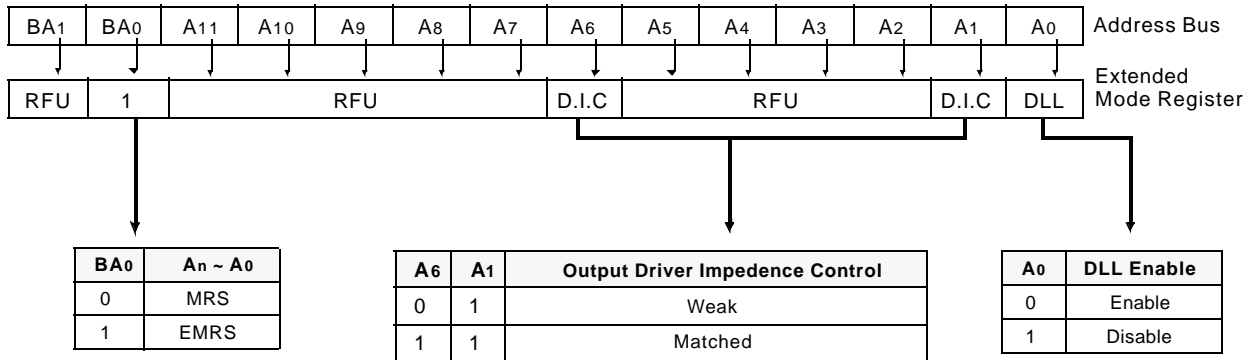 BA1 BA0 A11 A10 A9 A8 A7 A6 A5 A4 A3 A2 A1 A0 Address Bus
RFU 1 RFU D.I.C RFU D.I.C DLL Extended
Mode Register
BA0 An ~ A0
0 MRS
1 EMRS
A6 A1 Output Driver Impedence Control
0 1 Weak
1 1 Matched
A0 DLL Enable
0 Enable
1 Disable